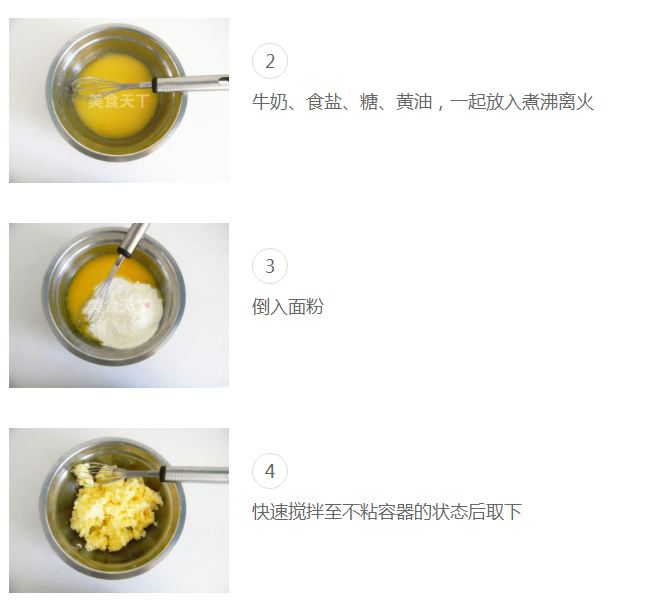 美食天下
2
牛奶、食盐、糖、黄油，一起放入煮沸离火
美食天下
3
倒入面粉
4
快速搅拌至不粘容器的状态后取下